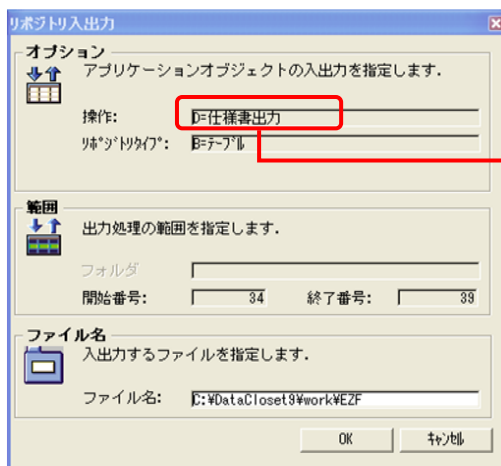 リポジトリ入出力
オプション
アプリケーションオブジェクトの入出力を指定します.
操作: D=仕様書出力
ﾘﾎﾟｼﾞﾄﾘﾀｲﾌﾟ: B=ﾃｰﾌﾞﾙ
範囲
出力処理の範囲を指定します.
フォルダ
開始番号: 34 終了番号: 39
ファイル名
入出力するファイルを指定します.
ファイル名: C:¥DataCloset9¥work¥EZF
OK ｷｬﾝｾﾙ